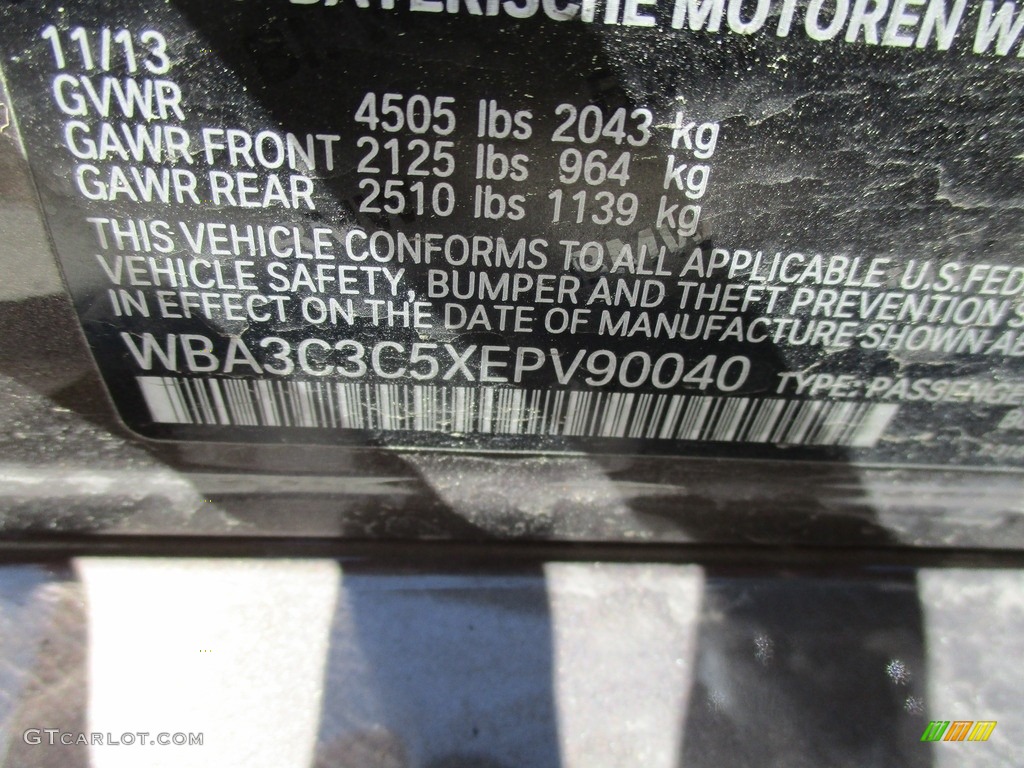 BAYERISCHE MOTOREN
11/13
GVWR 4505 lbs 2043 kg
GAWR FRONT 2125 lbs 964 kg
GAWR REAR 2510 lbs 1139 kg
THIS VEHICLE CONFORMS TO ALL APPLICABLE U.S.FED
VEHICLE SAFETY, BUMPER AND THEFT PREVENTION S
IN EFFECT ON THE DATE OF MANUFACTURE SHOWN AB
WBA3C3C5XEPV90040 TYPE: PASSENGE
GTCARLOT.COM